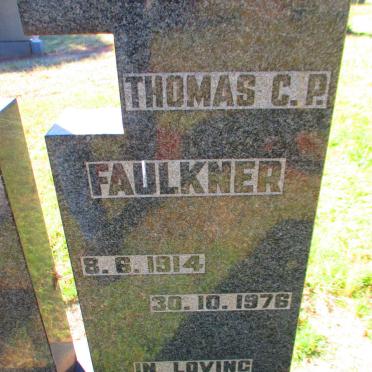 THOMAS C. P.
FAULKNER
8. 6. 1914
30. 10. 1976
IN LOVING